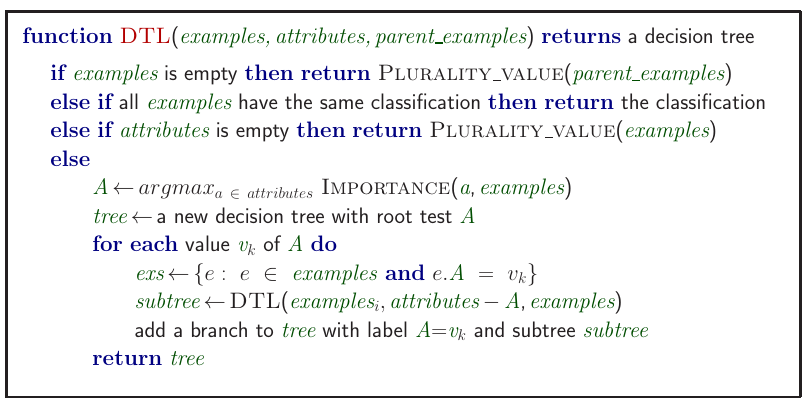 function DTL(examples, attributes, parent_examples) returns a decision tree
if examples is empty then return PLURALITY_VALUE(parent_examples)
else if all examples have the same classification then return the classification
else if attributes is empty then return PLURALITY_VALUE(examples)
else
A ← argmax_{a ∈ attributes} IMPORTANCE(a, examples)
tree ← a new decision tree with root test A
for each value v_k of A do
exs ← {e : e ∈ examples and e.A = v_k}
subtree ← DTL(examples_i, attributes − A, examples)
add a branch to tree with label A=v_k and subtree subtree
return tree